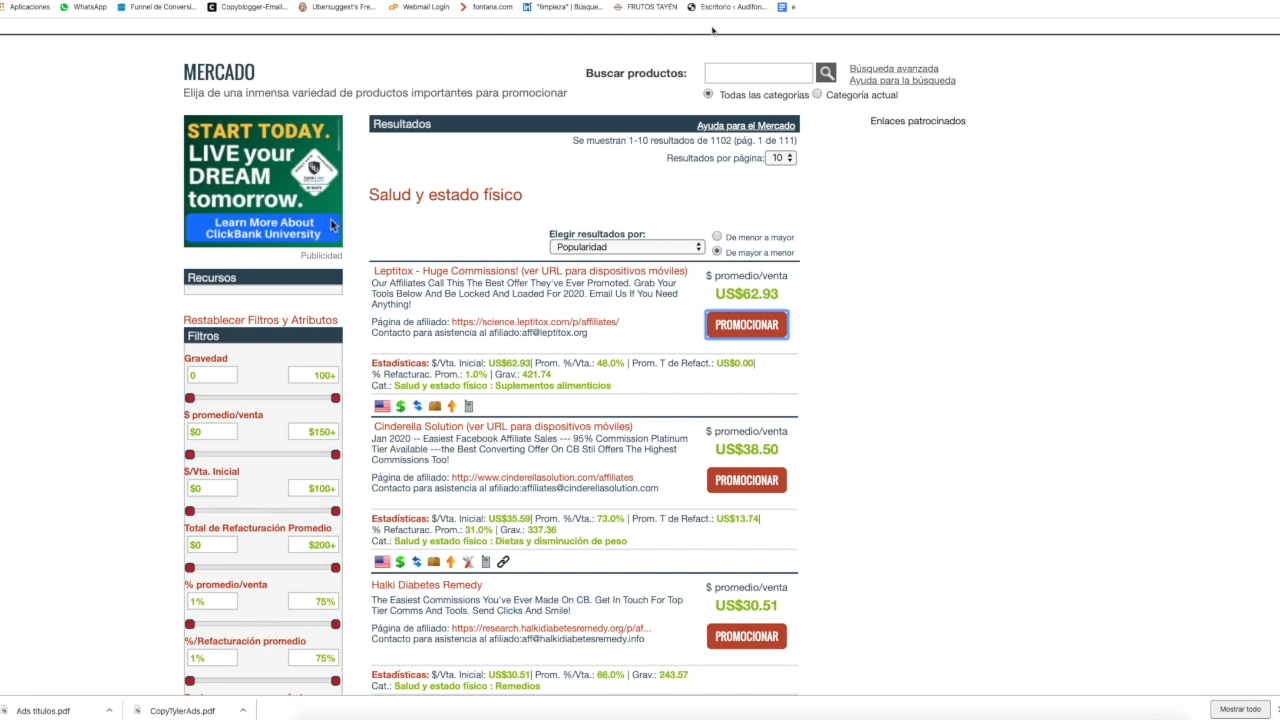 Aplicaciones WhatsApp Funnel de Conversi... Copyblogger-Email... Ubersuggest's Fre... Webmail Login fontana.com "limpieza" | Búsque... FRUTOS TAYÉN Escritorio ‹ Audifon... e
MERCADO
Elija de una inmensa variedad de productos importantes para promocionar
Buscar productos:
Búsqueda avanzada
Ayuda para la búsqueda
Todas las categorías Categoría actual
START TODAY.
LIVE your
DREAM
tomorrow.
Learn More About
ClickBank University
Publicidad
Recursos
Restablecer Filtros y Atributos
Filtros
Gravedad
0 100+
$ promedio/venta
$0 $150+
$/Vta. Inicial
$0 $100+
Total de Refacturación Promedio
$0 $200+
% promedio/venta
1% 75%
%/Refacturación promedio
1% 75%
Resultados Ayuda para el Mercado
Se muestran 1-10 resultados de 1102 (pág. 1 de 111)
Resultados por página: 10
Salud y estado físico
Elegir resultados por:
Popularidad
De menor a mayor
De mayor a menor
Leptitox - Huge Commissions! (ver URL para dispositivos móviles)
Our Affiliates Call This The Best Offer They've Ever Promoted. Grab Your
Tools Below And Be Locked And Loaded For 2020. Email Us If You Need
Anything!
Página de afiliado: https://science.leptitox.com/p/affiliates/
Contacto para asistencia al afiliado:aff@leptitox.org
$ promedio/venta
US$62.93
PROMOCIONAR
Estadísticas: $/Vta. Inicial: US$62.93| Prom. %/Vta.: 48.0% | Prom. T de Refact.: US$0.00|
% Refacturac. Prom.: 1.0% | Grav.: 421.74
Cat.: Salud y estado físico : Suplementos alimenticios
Cinderella Solution (ver URL para dispositivos móviles)
Jan 2020 -- Easiest Facebook Affiliate Sales --- 95% Commission Platinum
Tier Available ---the Best Converting Offer On CB Stil Offers The Highest
Commissions Too!
Página de afiliado: http://www.cinderellasolution.com/affiliates
Contacto para asistencia al afiliado:affiliates@cinderellasolution.com
$ promedio/venta
US$38.50
PROMOCIONAR
Estadísticas: $/Vta. Inicial: US$35.59| Prom. %/Vta.: 73.0% | Prom. T de Refact.: US$13.74|
% Refacturac. Prom.: 31.0% | Grav.: 337.36
Cat.: Salud y estado físico : Dietas y disminución de peso
Halki Diabetes Remedy
The Easiest Commissions You've Ever Made On CB. Get In Touch For Top
Tier Comms And Tools. Send Clicks And Smile!
Página de afiliado: https://research.halkidiabetesremedy.org/p/af...
Contacto para asistencia al afiliado:aff@halkidiabetesremedy.info
$ promedio/venta
US$30.51
PROMOCIONAR
Estadísticas: $/Vta. Inicial: US$30.51| Prom. %/Vta.: 66.0% | Grav.: 243.57
Cat.: Salud y estado físico : Remedios
Enlaces patrocinados
Ads titulos.pdf CopyTylerAds.pdf Mostrar todo